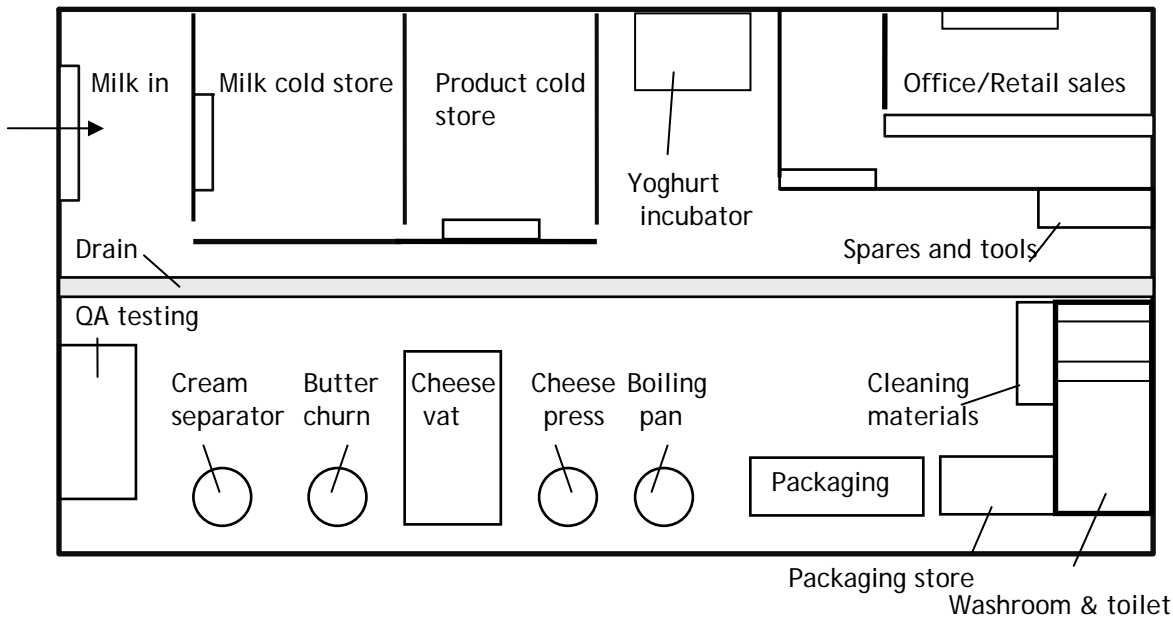 Milk in
Milk cold store
Product cold
store
Office/Retail sales
Yoghurt
incubator
Drain
Spares and tools
QA testing
Cream
separator
Butter
churn
Cheese
vat
Cheese
press
Boiling
pan
Cleaning
materials
Packaging
Packaging store
Washroom & toilet